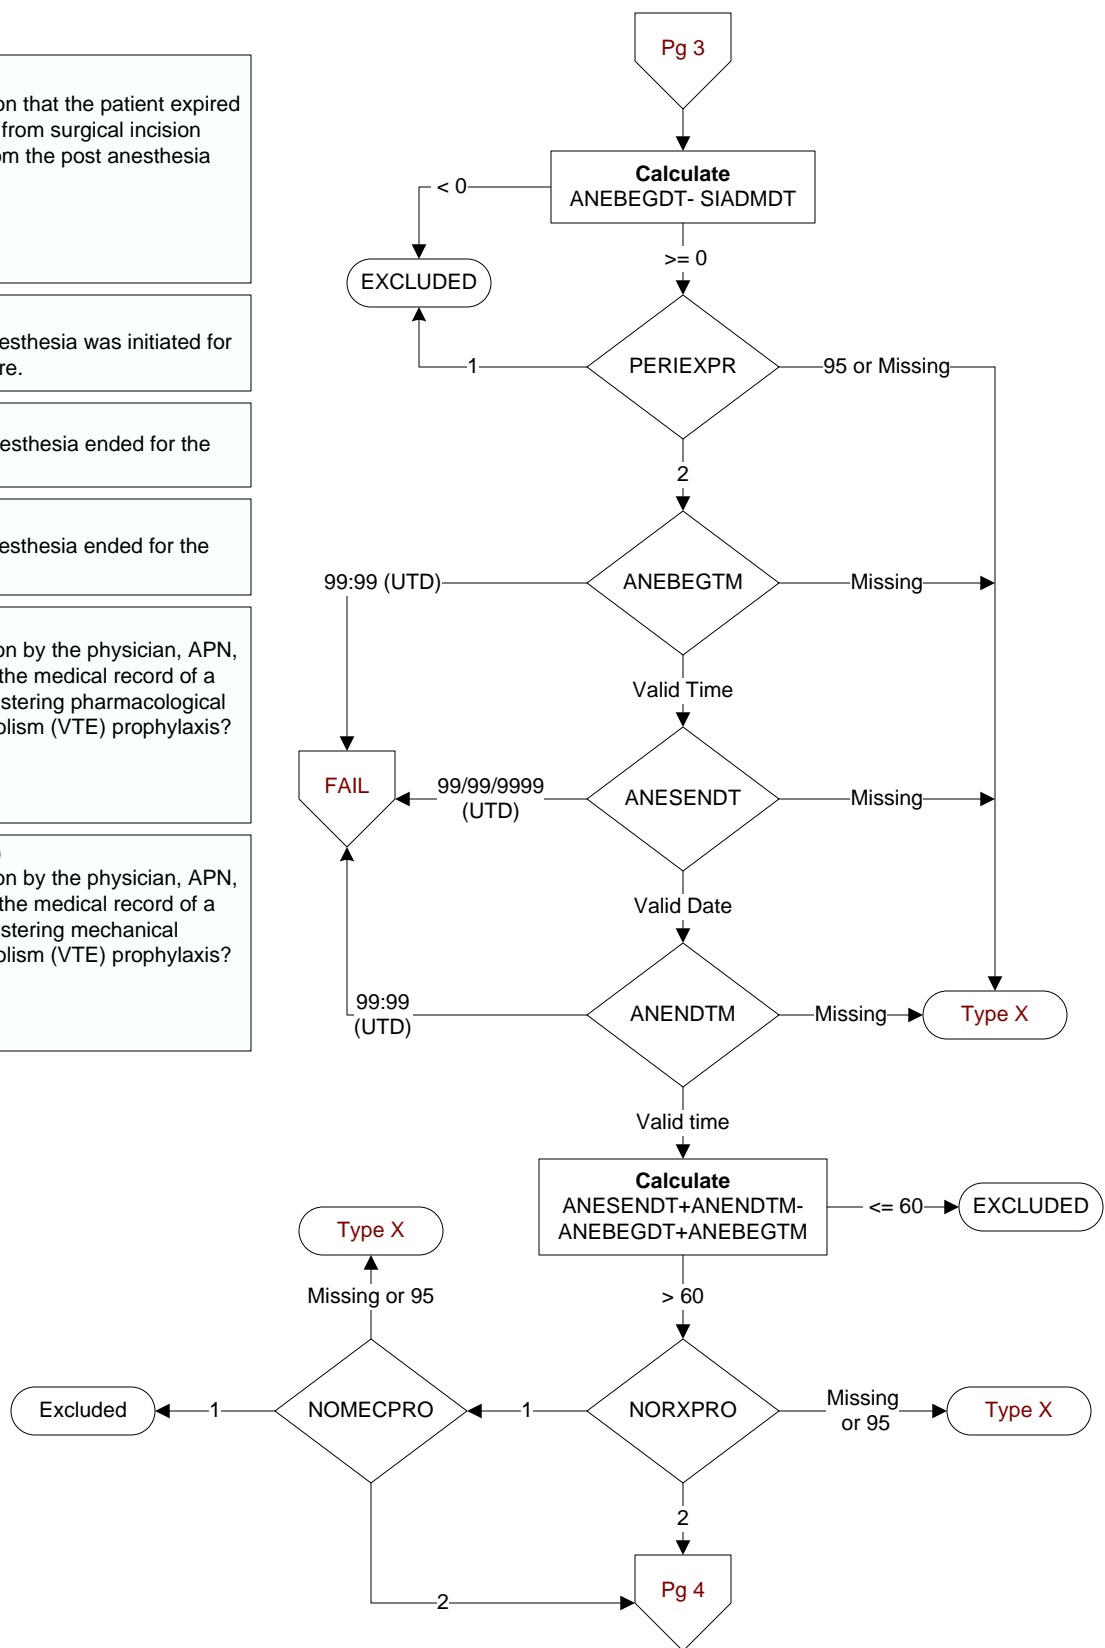 on that the patient expired
from surgical incision
om the post anesthesia
esthesia was initiated for
re.
esthesia ended for the
esthesia ended for the
on by the physician, APN,
the medical record of a
stering pharmacological
olism (VTE) prophylaxis?
)
on by the physician, APN,
the medical record of a
stering mechanical
olism (VTE) prophylaxis?
Pg 3
Calculate
ANEBEGDT- SIADMDT
< 0
>= 0
EXCLUDED
PERIEXPR
1
95 or Missing
2
ANEBEGTM
99:99 (UTD)
Missing
Valid Time
FAIL
99/99/9999
(UTD)
ANESENDT
Missing
Valid Date
99:99
(UTD)
ANENDTM
Missing
Type X
Valid time
Calculate
ANESENDT+ANENDTM-
ANEBEGDT+ANEBEGTM
<= 60
EXCLUDED
Type X
Missing or 95
> 60
Excluded
1
NOMECPRO
1
NORXPRO
Missing
or 95
Type X
2
2
Pg 4